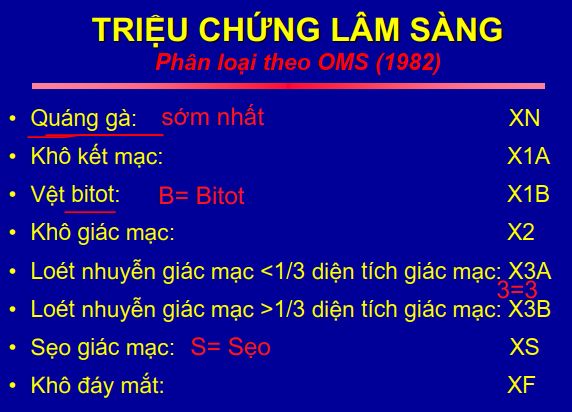 TRIỆU CHỨNG LÂM SÀNG
Phân loại theo OMS (1982)
• Quáng gà: sớm nhất XN
• Khô kết mạc: X1A
• Vệt bitot: B= Bitot X1B
• Khô giác mạc: X2
• Loét nhuyễn giác mạc <1/3 diện tích giác mạc: X3A
3=3
• Loét nhuyễn giác mạc >1/3 diện tích giác mạc: X3B
• Sẹo giác mạc: S= Sẹo XS
• Khô đáy mắt: XF